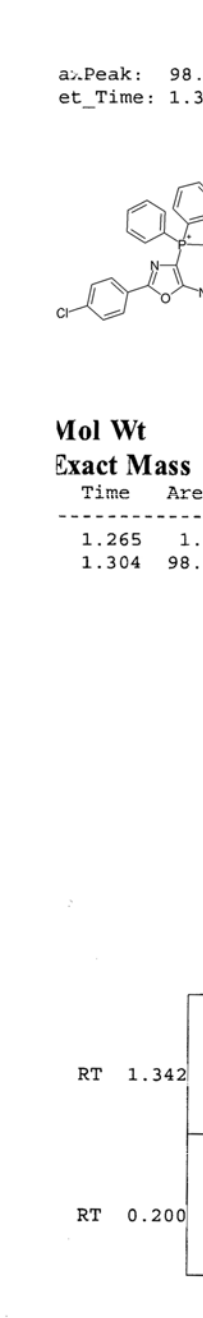 axPeak: 98.
et_Time: 1.3
P+
N
O
N
Cl
Mol Wt
Exact Mass
Time Are
------------
1.265 1.
1.304 98.
RT 1.342
RT 0.200